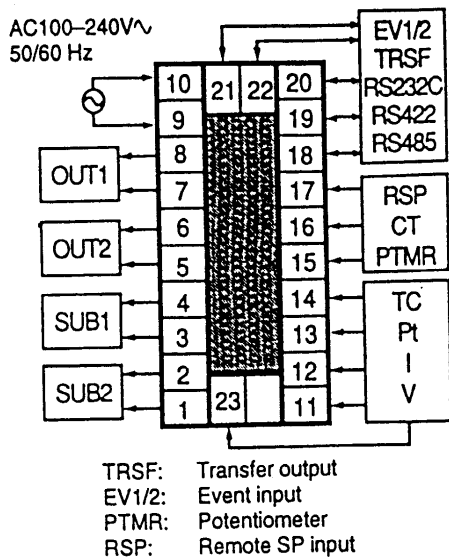 AC100–240V∿
50/60 Hz
EV1/2
TRSF
RS232C
RS422
RS485
10
21
22
20
9
19
8
18
OUT1
7
17
RSP
6
16
CT
OUT2
5
15
PTMR
4
14
TC
SUB1
3
13
Pt
2
12
I
SUB2
1
23
11
V
TRSF: Transfer output
EV1/2: Event input
PTMR: Potentiometer
RSP: Remote SP input